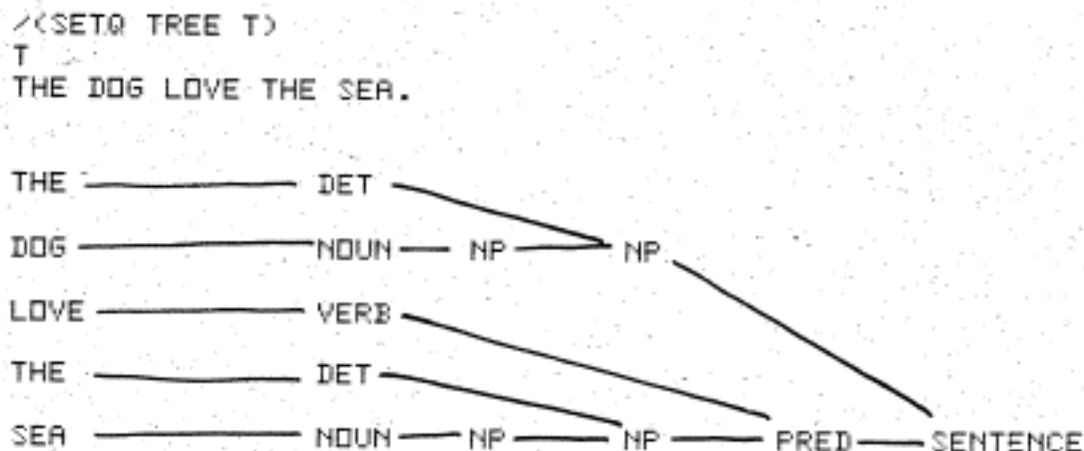 /(SETQ TREE T)
T
THE DOG LOVE THE SEA.
THE DET
DOG NOUN NP NP
LOVE VERB
THE DET
SEA NOUN NP NP PRED SENTENCE